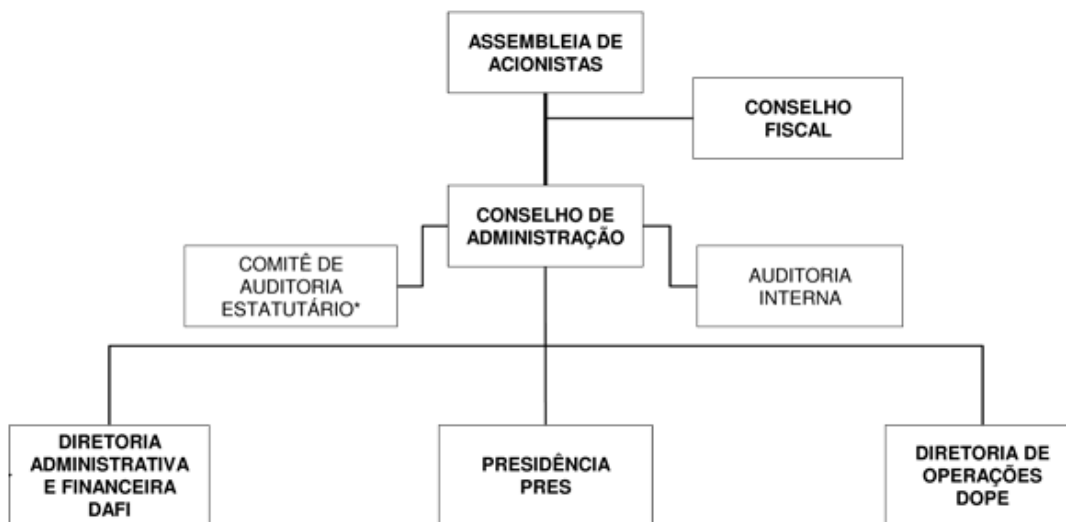 ASSEMBLEIA DE
ACIONISTAS
CONSELHO
FISCAL
CONSELHO DE
ADMINISTRAÇÃO
COMITÊ DE
AUDITORIA
ESTATUTÁRIO*
AUDITORIA
INTERNA
DIRETORIA
ADMINISTRATIVA
E FINANCEIRA
DAFI
PRESIDÊNCIA
PRES
DIRETORIA DE
OPERAÇÕES
DOPE